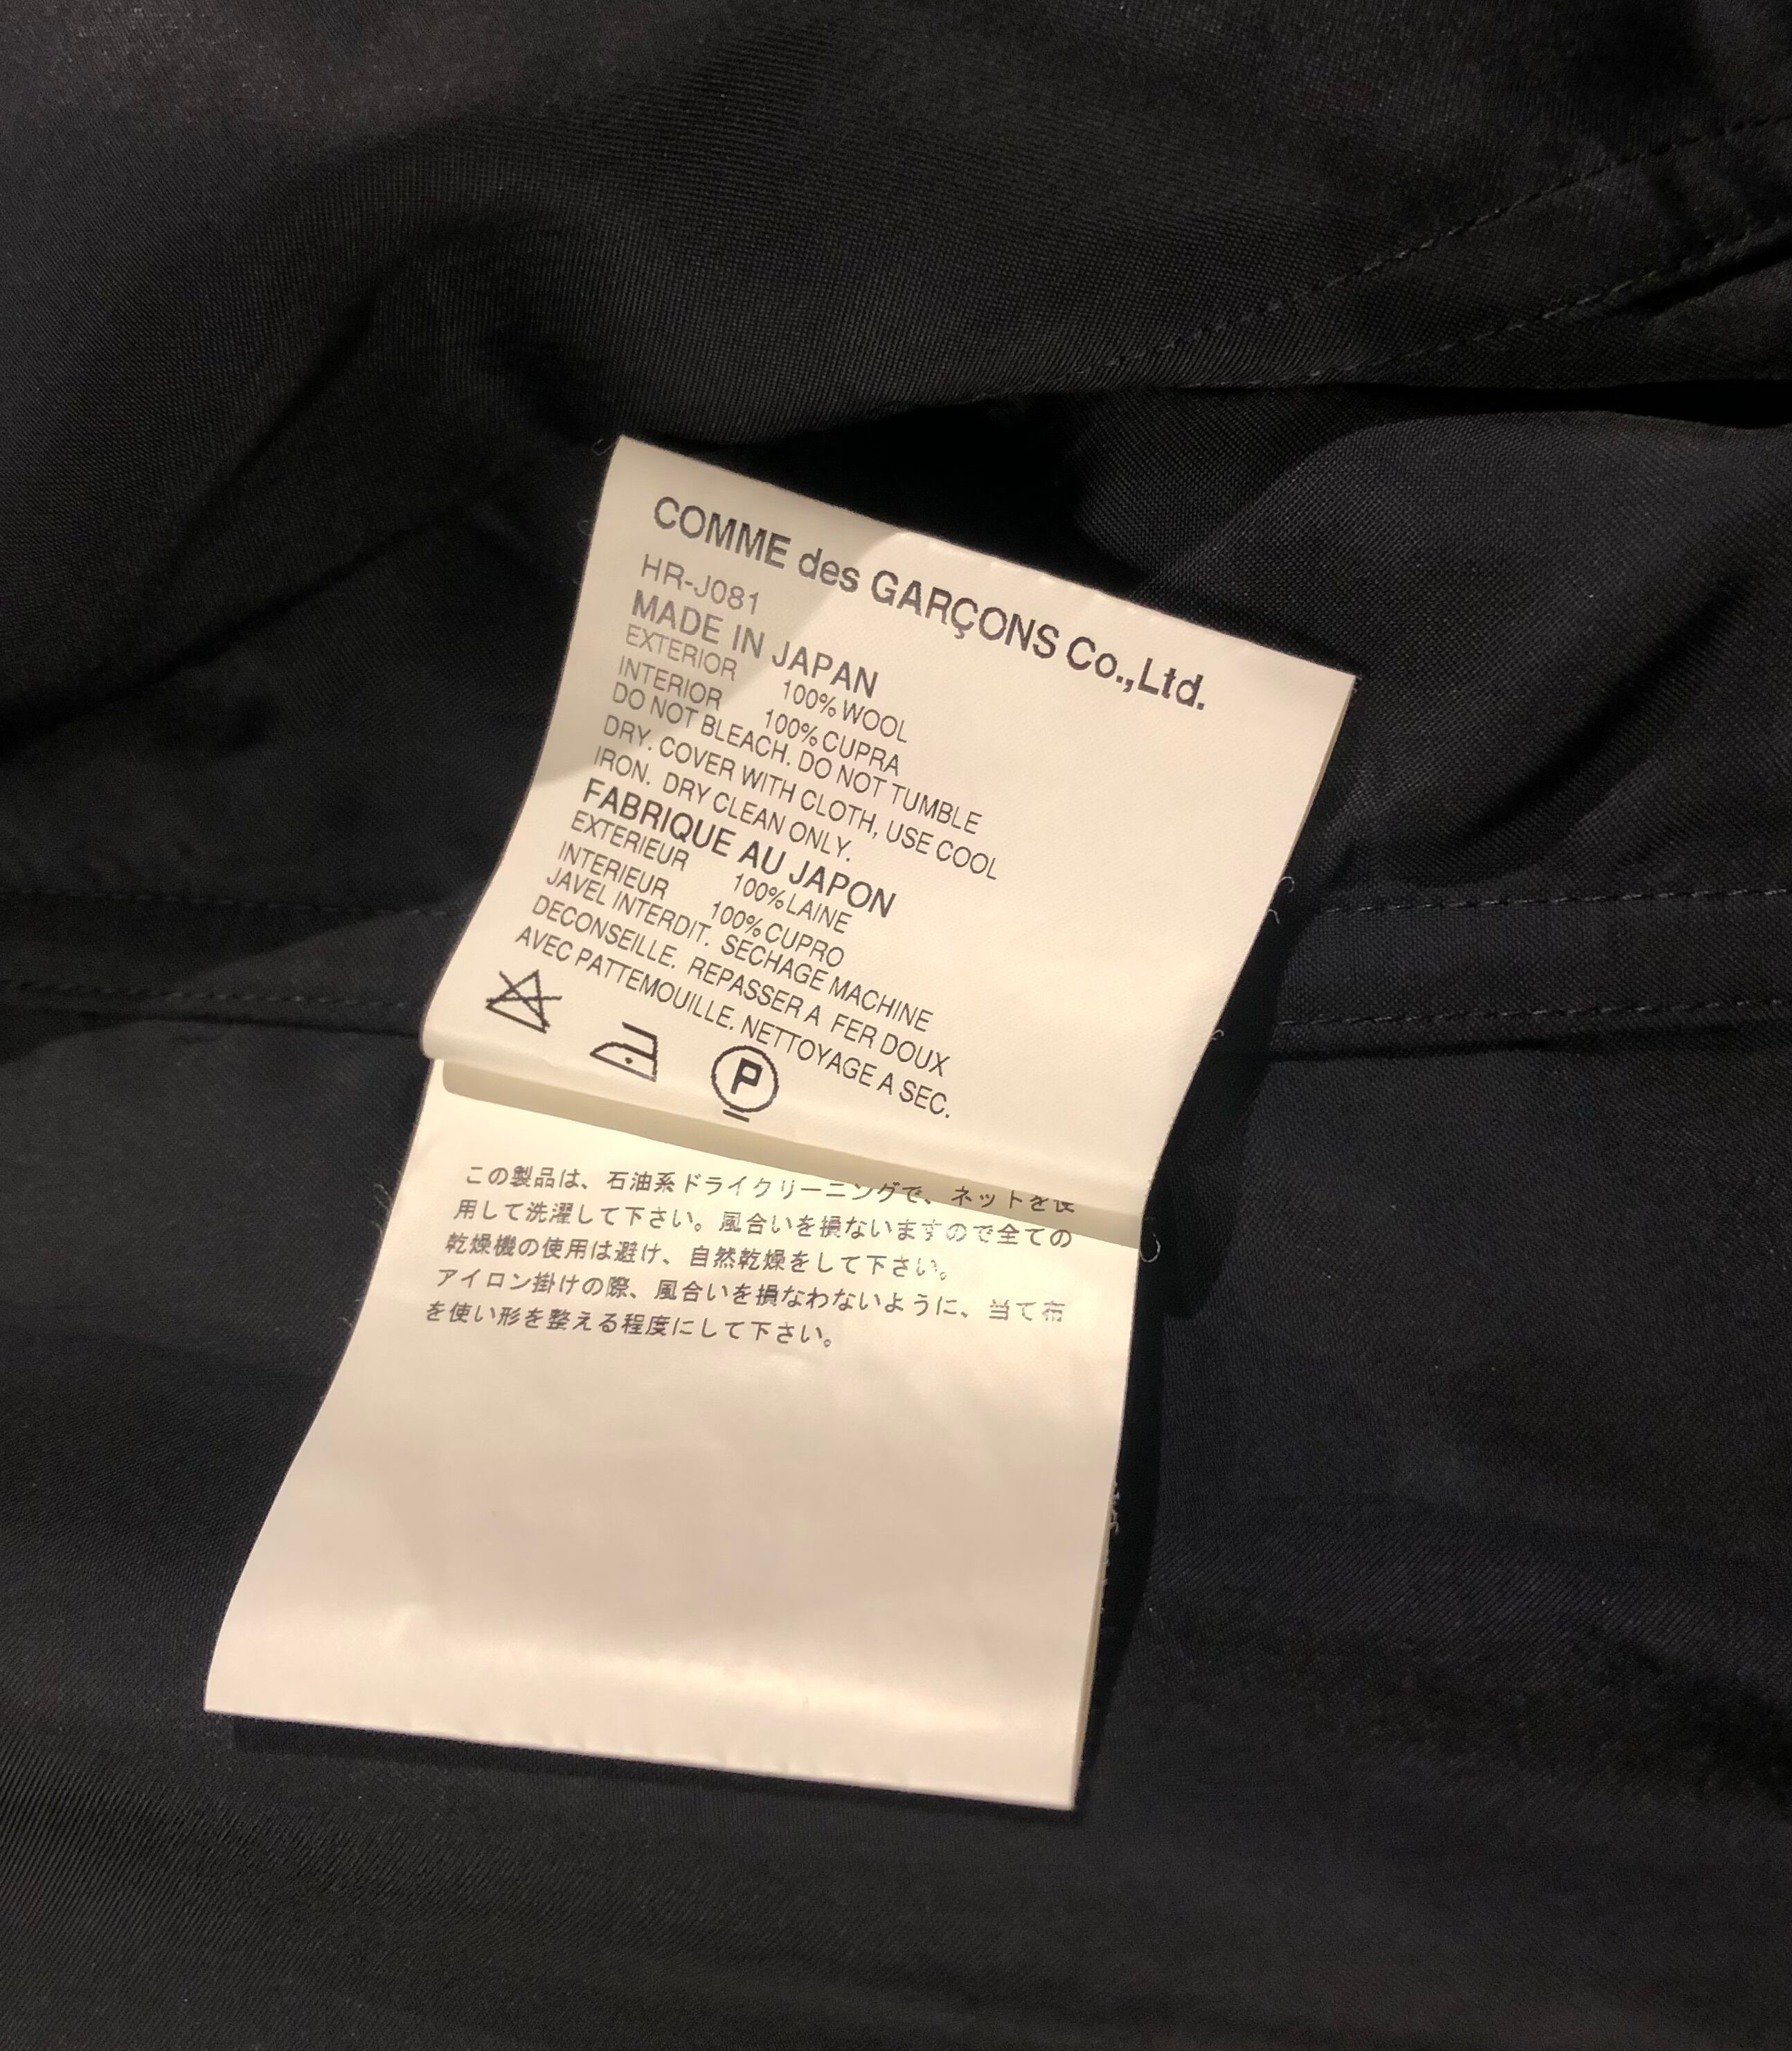 COMME des GARÇONS Co.,Ltd.
HR-J081
MADE IN JAPAN
EXTERIOR 100% WOOL
INTERIOR 100% CUPRA
DO NOT BLEACH. DO NOT TUMBLE
DRY. COVER WITH CLOTH, USE COOL
IRON. DRY CLEAN ONLY.
FABRIQUE AU JAPON
EXTERIEUR 100% LAINE
INTERIEUR 100% CUPRO
JAVEL INTERDIT. SECHAGE MACHINE
DECONSEILLE. REPASSER A FER DOUX
AVEC PATTEMOUILLE. NETTOYAGE A SEC.
P
この製品は、石油系ドライクリーニングで、ネットを使
用して洗濯して下さい。風合いを損ないますので全ての
乾燥機の使用は避け、自然乾燥をして下さい。
アイロン掛けの際、風合いを損なわないように、当て布
を使い形を整える程度にして下さい。